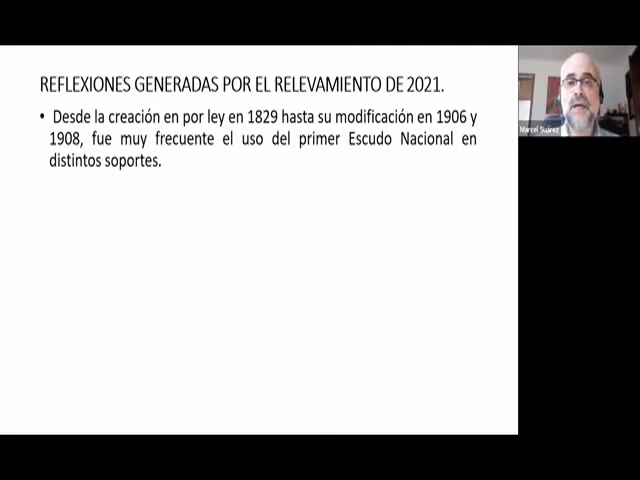 REFLEXIONES GENERADAS POR EL RELEVAMIENTO DE 2021.
• Desde la creación en por ley en 1829 hasta su modificación en 1906 y
1908, fue muy frecuente el uso del primer Escudo Nacional en
distintos soportes.
Marcel Suárez